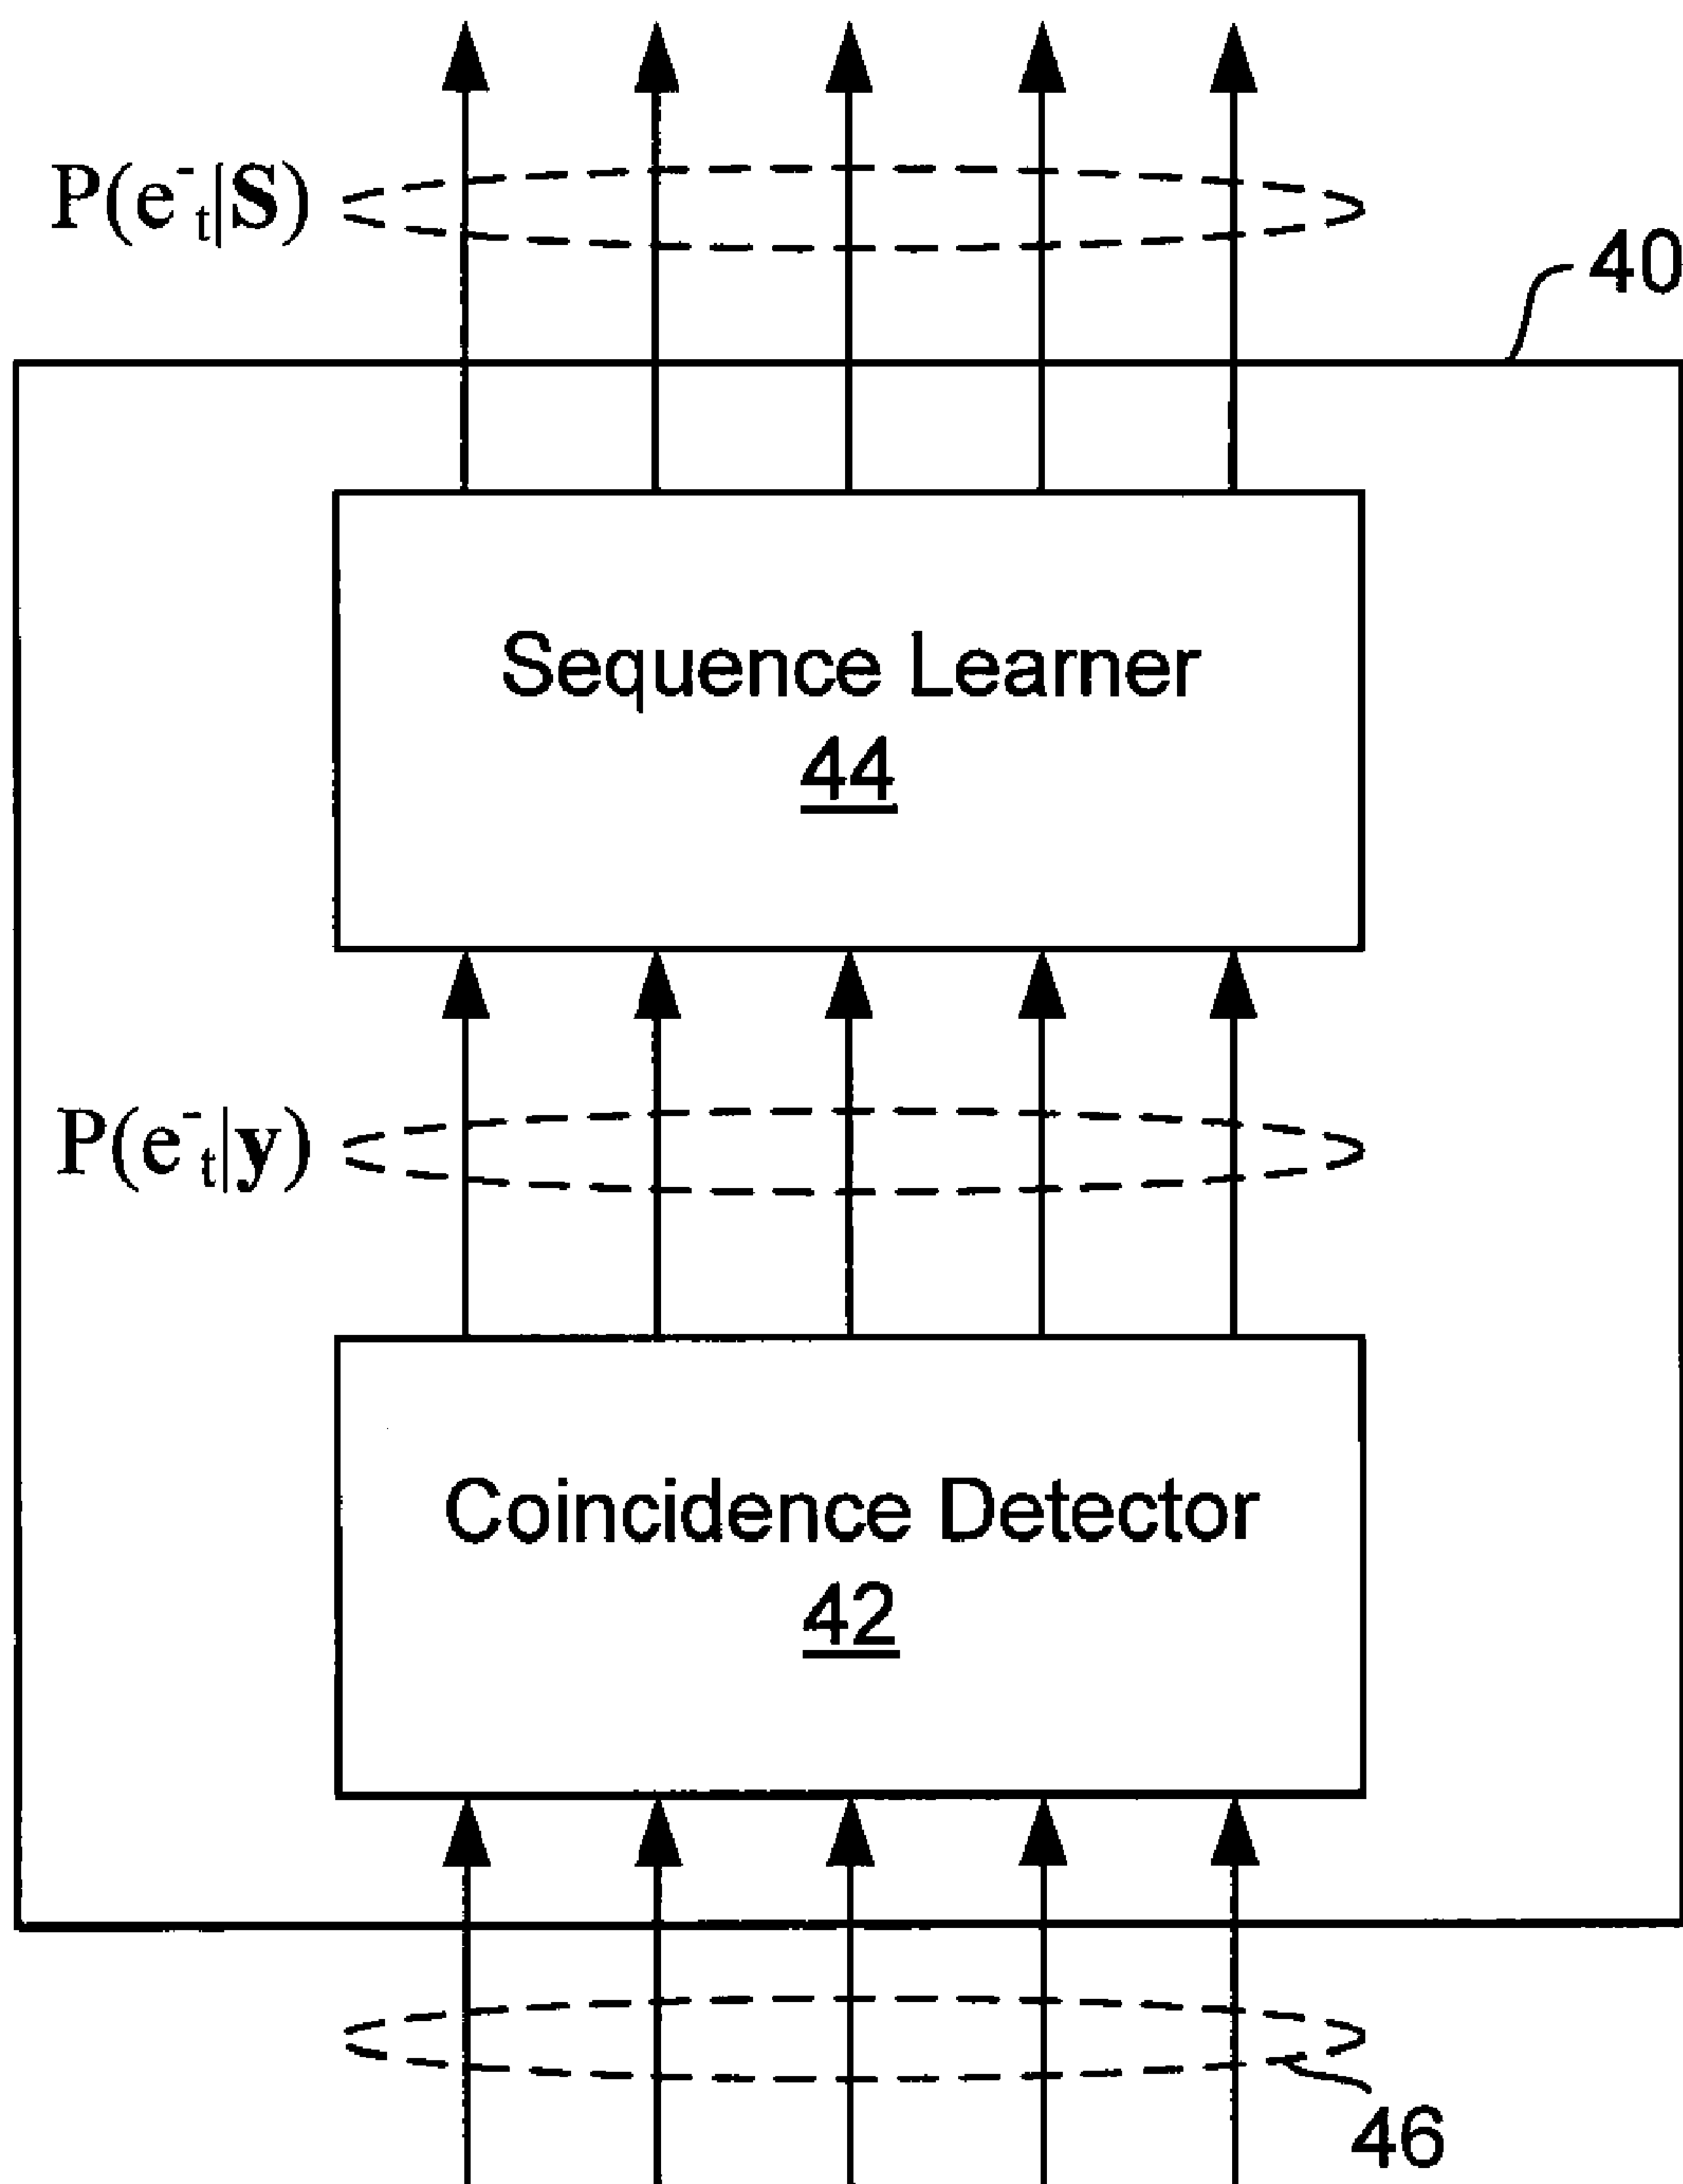 P(e⁻ₜ|S)
40
Sequence Learner
44
P(e⁻ₜ|y)
Coincidence Detector
42
46